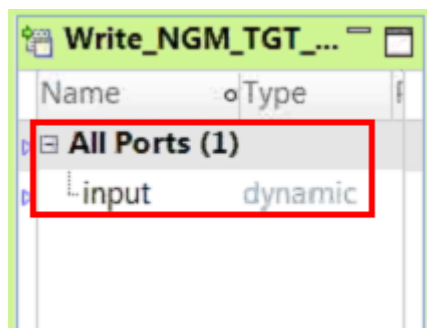 Write_NGM_TGT_...
Name Type
All Ports (1)
input dynamic